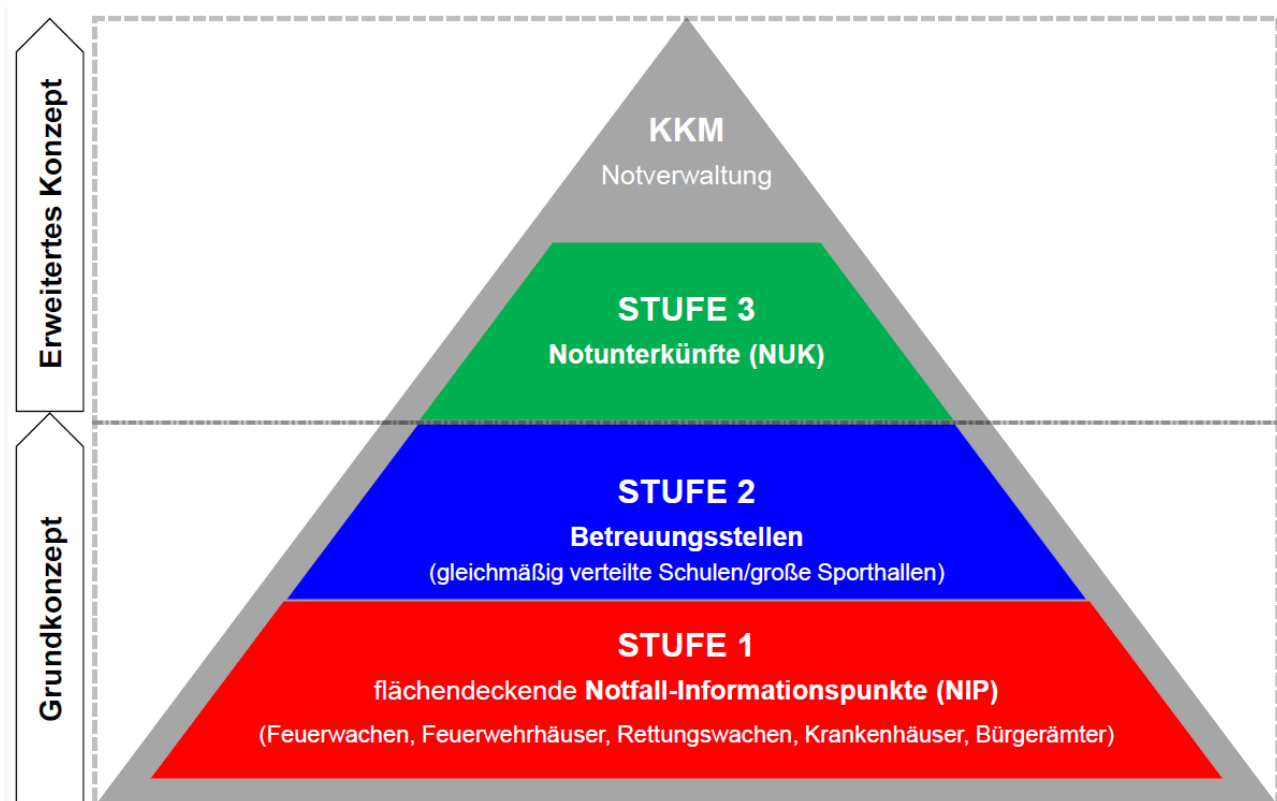 Erweitertes Konzept
KKM
Notverwaltung
STUFE 3
Notunterkünfte (NUK)
Grundkonzept
STUFE 2
Betreuungsstellen
(gleichmäßig verteilte Schulen/große Sporthallen)
STUFE 1
flächendeckende Notfall-Informationspunkte (NIP)
(Feuerwachen, Feuerwehrhäuser, Rettungswachen, Krankenhäuser, Bürgerämter)